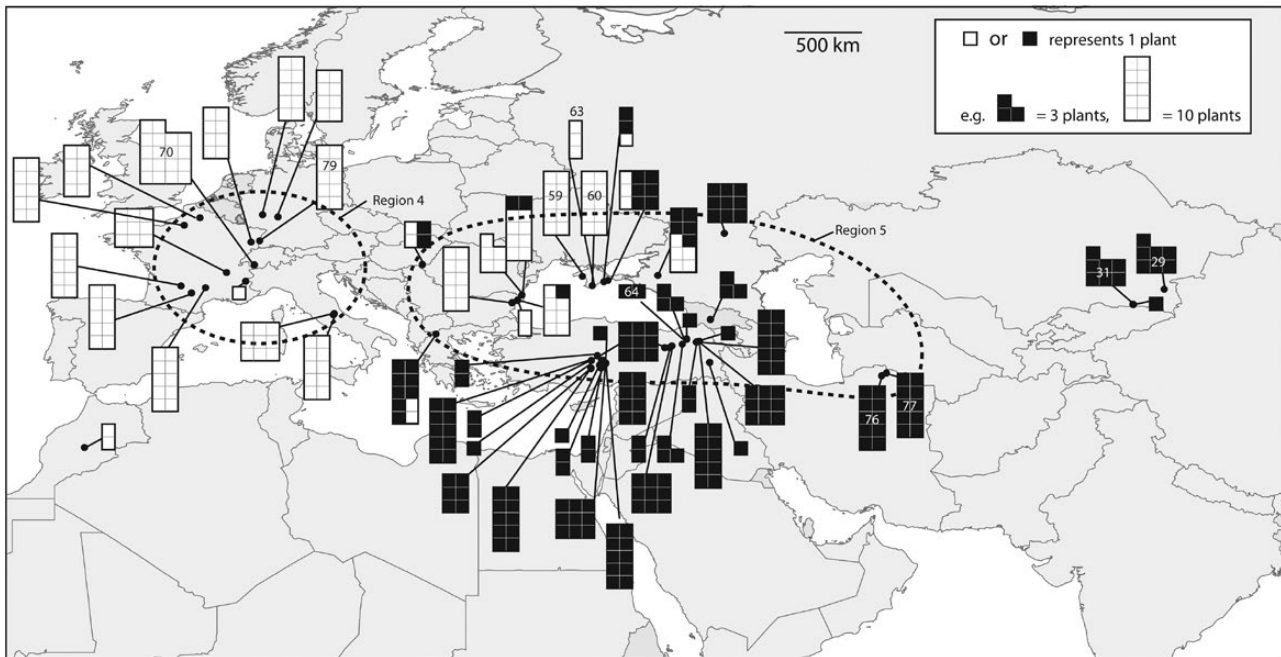 500 km
□ or ■ represents 1 plant
e.g. = 3 plants, = 10 plants
63
70
79
59
60
Region 4
Region 5
64
31
29
76
77